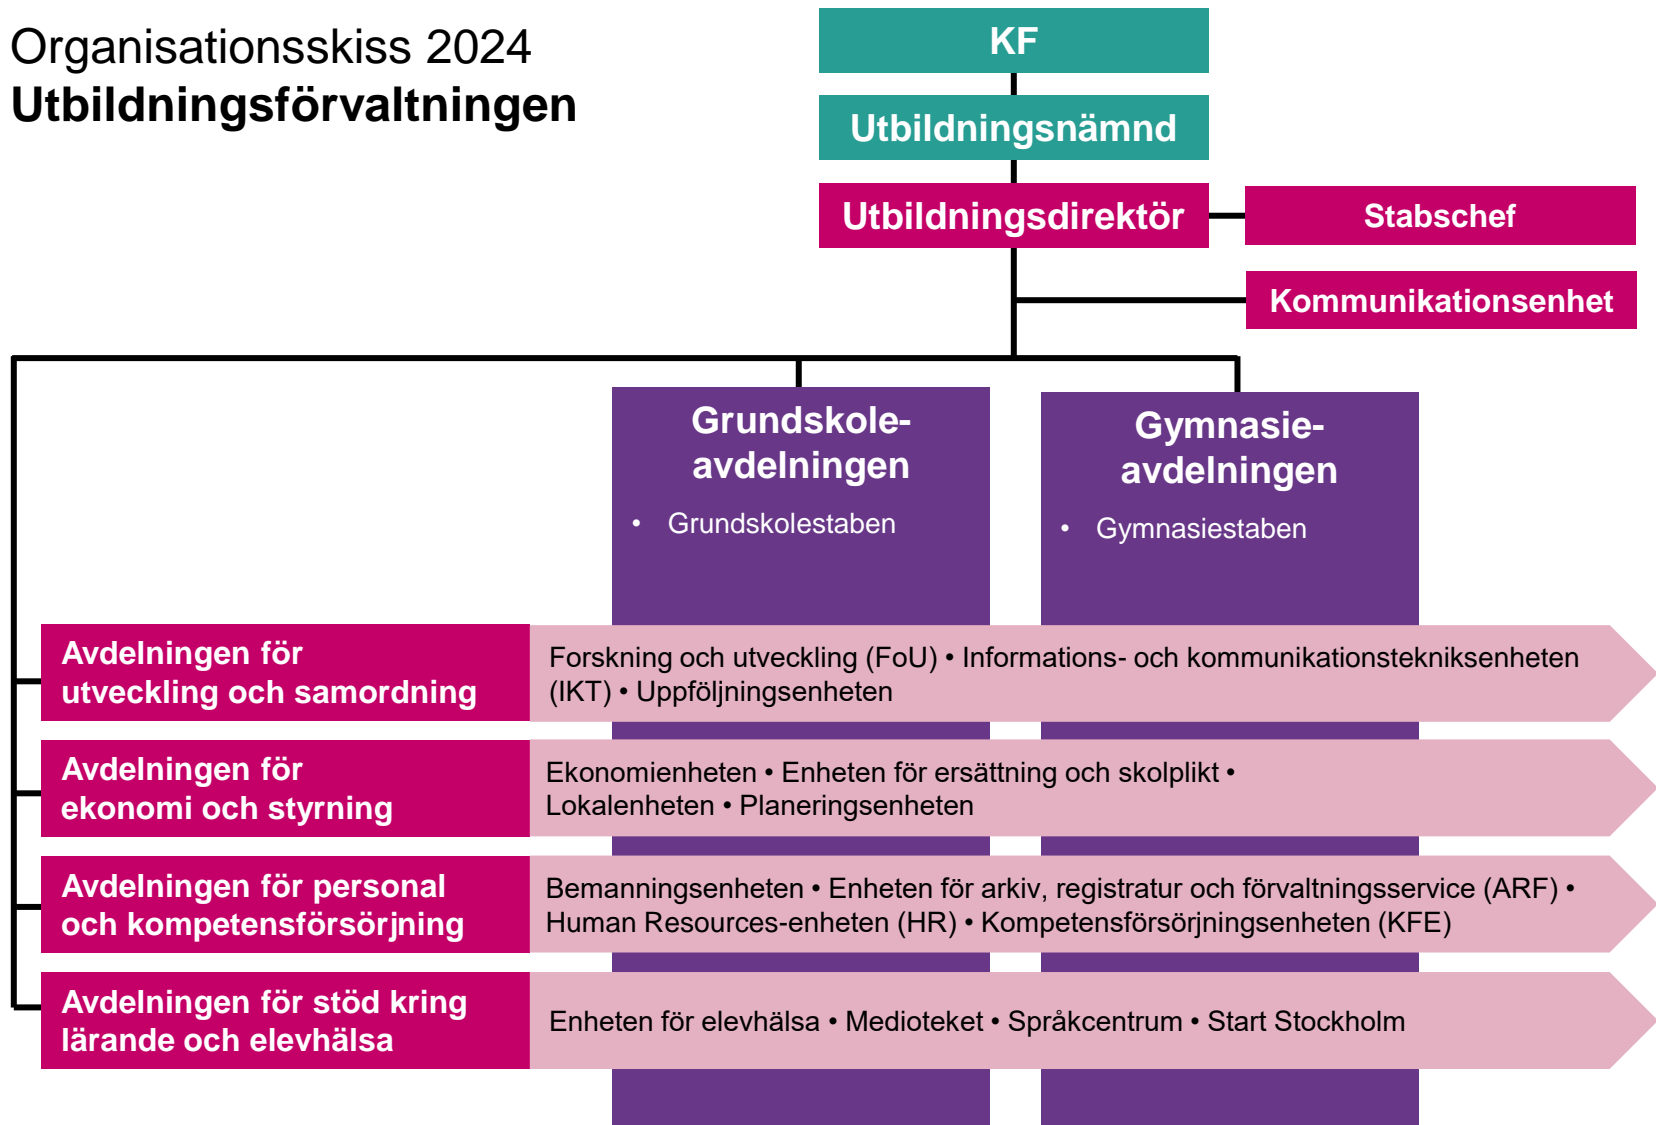 Organisationsskiss 2024
Utbildningsförvaltningen
KF
Utbildningsnämnd
Utbildningsdirektör
Stabschef
Kommunikationsenhet
Grundskole-
avdelningen
• Grundskolestaben
Gymnasie-
avdelningen
• Gymnasiestaben
Avdelningen för
utveckling och samordning
Forskning och utveckling (FoU) • Informations- och kommunikationstekniksenheten
(IKT) • Uppföljningsenheten
Avdelningen för
ekonomi och styrning
Ekonomienheten • Enheten för ersättning och skolplikt •
Lokalenheten • Planeringsenheten
Avdelningen för personal
och kompetensförsörjning
Bemanningsenheten • Enheten för arkiv, registratur och förvaltningsservice (ARF) •
Human Resources-enheten (HR) • Kompetensförsörjningsenheten (KFE)
Avdelningen för stöd kring
lärande och elevhälsa
Enheten för elevhälsa • Medioteket • Språkcentrum • Start Stockholm